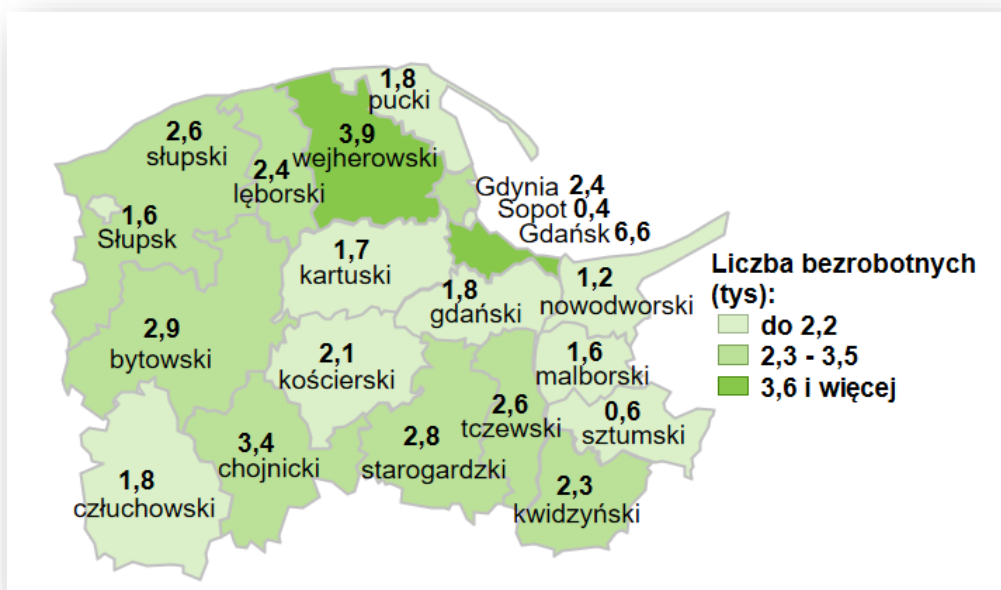 1,8
pucki
2,6
słupski
3,9
wejherowski
2,4
lęborski
Gdynia 2,4
Sopot 0,4
Gdańsk 6,6
1,6
Słupsk
1,7
kartuski
1,8
gdański
1,2
nowodworski
2,9
bytowski
2,1
kościerski
1,6
malborski
0,6
sztumski
2,6
tczewski
2,8
starogardzki
3,4
chojnicki
1,8
człuchowski
2,3
kwidzyński
Liczba bezrobotnych
(tys):
do 2,2
2,3 - 3,5
3,6 i więcej